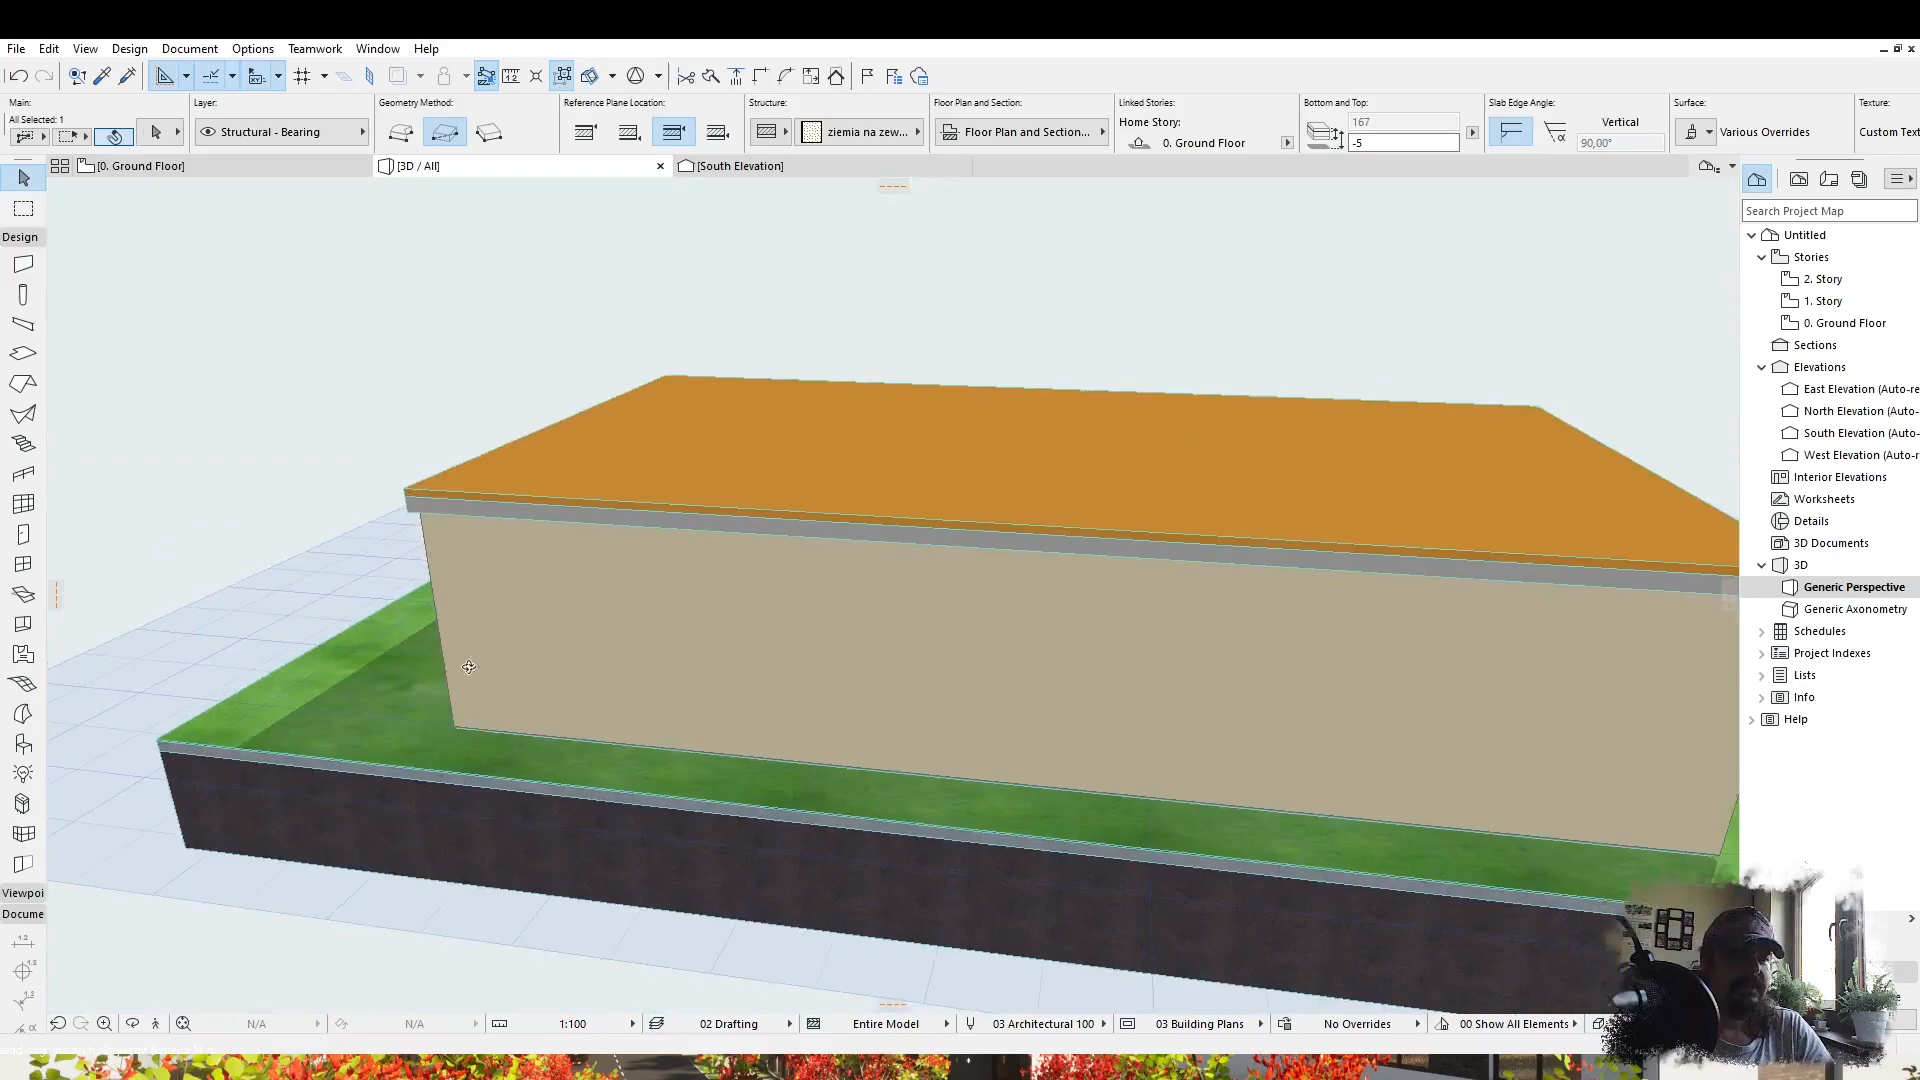 File Edit View Design Document Options Teamwork Window Help
Main: Layer: Geometry Method: Reference Plane Location: Structure: Floor Plan and Section: Linked Stories: Bottom and Top: Slab Edge Angle: Surface: Texture:
All Selected: 1
Structural - Bearing
ziemia na zew...
Floor Plan and Section...
Home Story:
0. Ground Floor
167
-5
Vertical
90,00°
Various Overrides
Custom Text
[0. Ground Floor]
[3D / All]
[South Elevation]
Design
Search Project Map
Untitled
Stories
2. Story
1. Story
0. Ground Floor
Sections
Elevations
East Elevation (Auto-re
North Elevation (Auto-
South Elevation (Auto-
West Elevation (Auto-r
Interior Elevations
Worksheets
Details
3D Documents
3D
Generic Perspective
Generic Axonometry
Schedules
Project Indexes
Lists
Info
Help
Viewpoi
Docume
N/A
N/A
1:100
02 Drafting
Entire Model
03 Architectural 100
03 Building Plans
No Overrides
00 Show All Elements